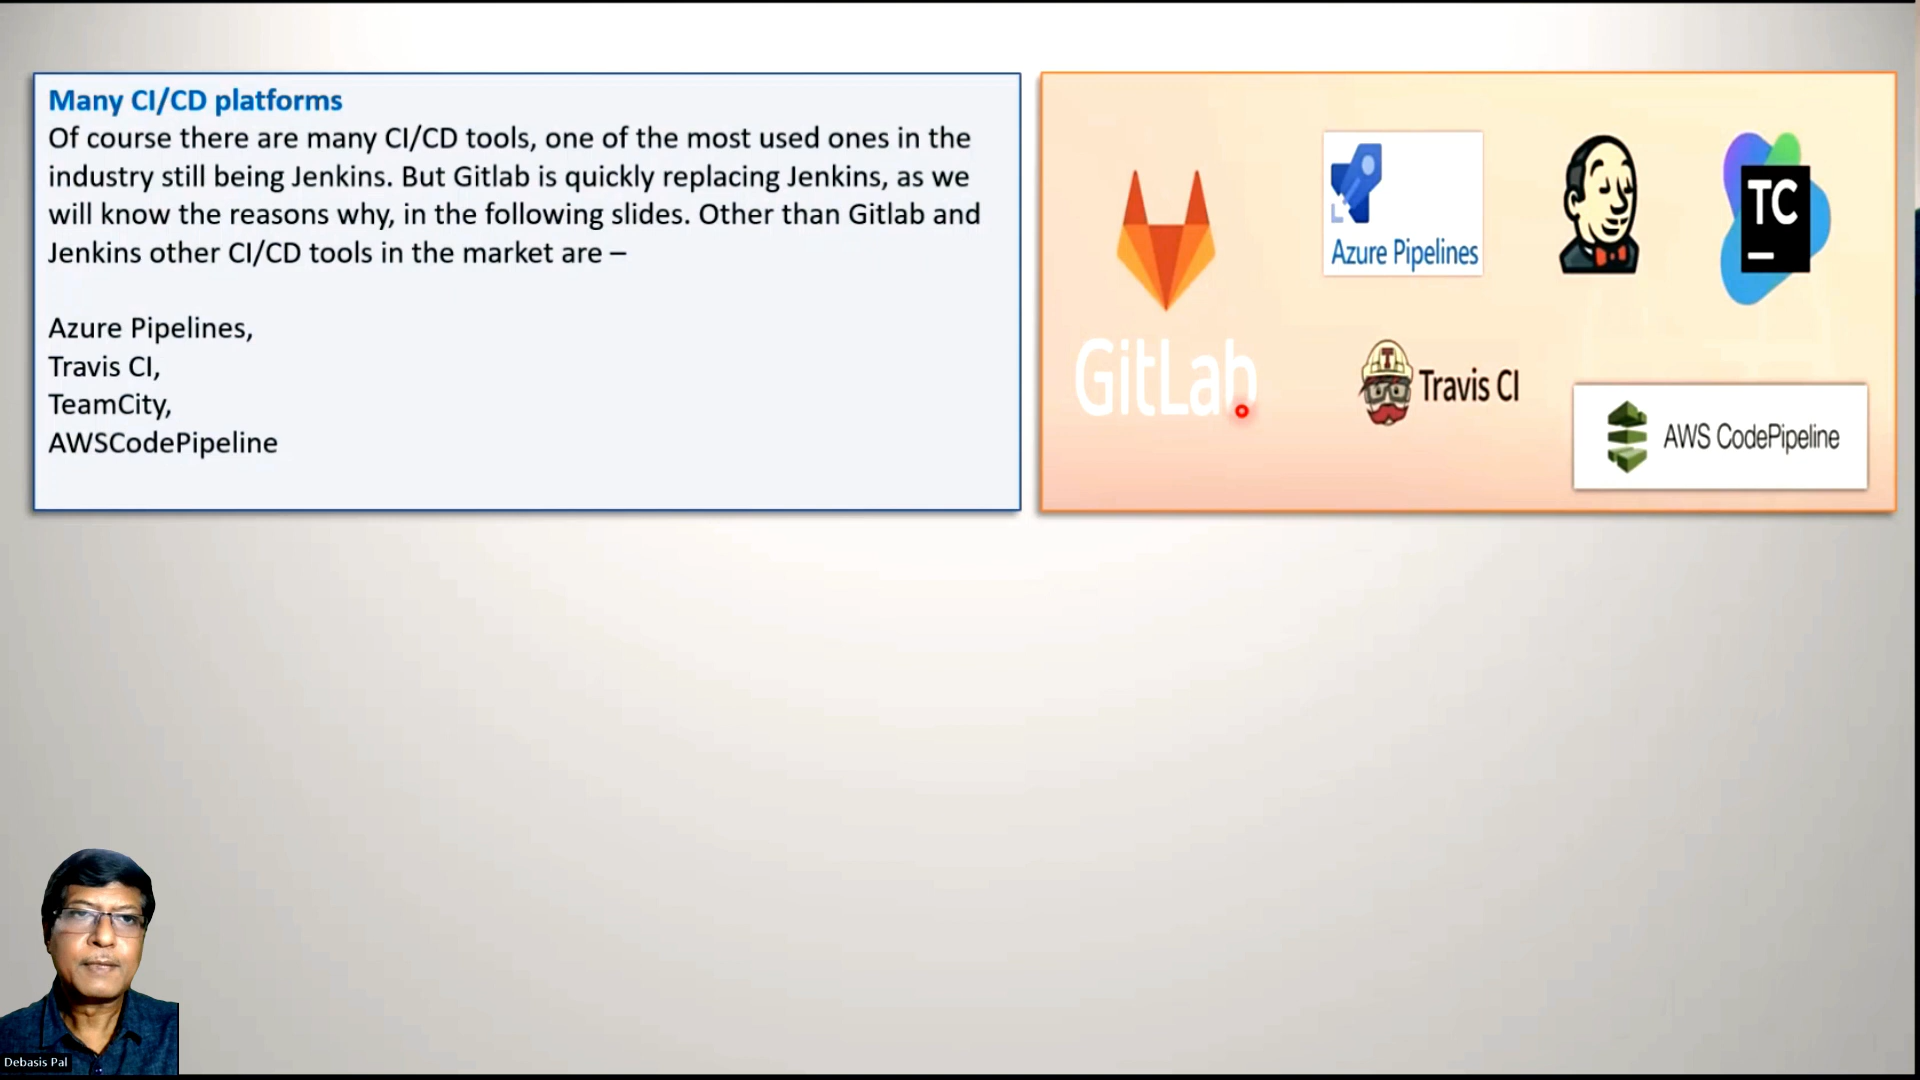 Many CI/CD platforms
Of course there are many CI/CD tools, one of the most used ones in the
industry still being Jenkins. But Gitlab is quickly replacing Jenkins, as we
will know the reasons why, in the following slides. Other than Gitlab and
Jenkins other CI/CD tools in the market are –
Azure Pipelines,
Travis CI,
TeamCity,
AWSCodePipeline
GitLab
Azure Pipelines
TC
T
Travis CI
AWS CodePipeline
Debasis Pal